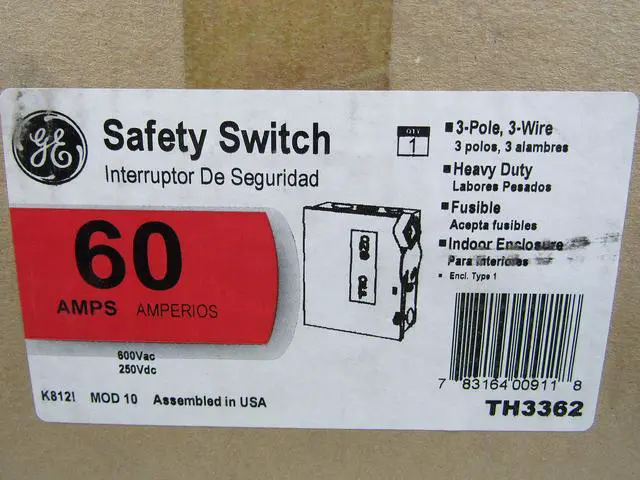 GE
Safety Switch
Interruptor De Seguridad
60
AMPS AMPERIOS
600Vac
250Vdc
MOD 10 Assembled in USA
QTY
1
3-Pole, 3-Wire
3 polos, 3 alambres
Heavy Duty
Labores Pesados
Fusible
Acepta fusibles
Indoor Enclosure
Para Interiores
Encl. Type 1
7 83164 00911 8
TH3362